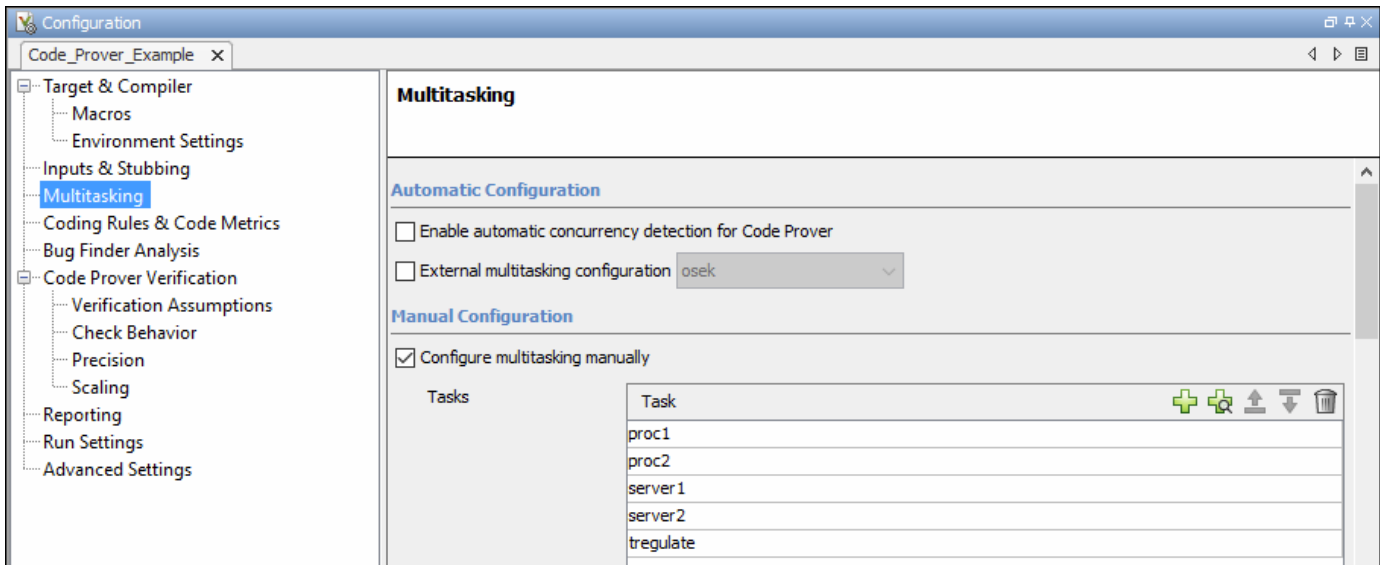 Configuration
Code_Prover_Example
Target & Compiler
Macros
Environment Settings
Inputs & Stubbing
Multitasking
Coding Rules & Code Metrics
Bug Finder Analysis
Code Prover Verification
Verification Assumptions
Check Behavior
Precision
Scaling
Reporting
Run Settings
Advanced Settings
Multitasking
Automatic Configuration
Enable automatic concurrency detection for Code Prover
External multitasking configuration osek
Manual Configuration
Configure multitasking manually
Tasks
Task
proc1
proc2
server1
server2
tregulate